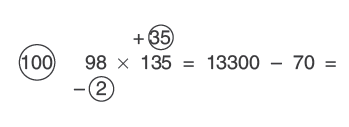 + 35
100 98 × 135 = 13300 − 70 =
− 2